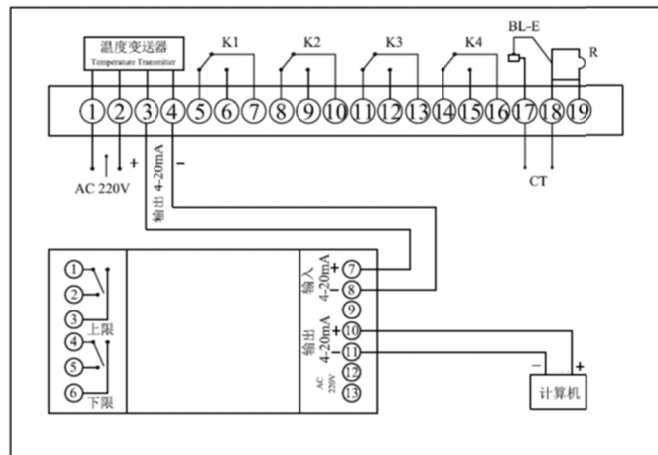 温度变送器
Temperature Transmitter
K1
K2
K3
K4
BL-E
R
1 2 3 4 5 6 7 8 9 10 11 12 13 14 15 16 17 18 19
AC 220V
+
输出 4-20mA
−
CT
1
2
3
上限
4
5
6
下限
输入
4-20mA
+
−
7
8
9
输出
4-20mA
+
−
10
11
AC
220V
12
13
−
+
计算机